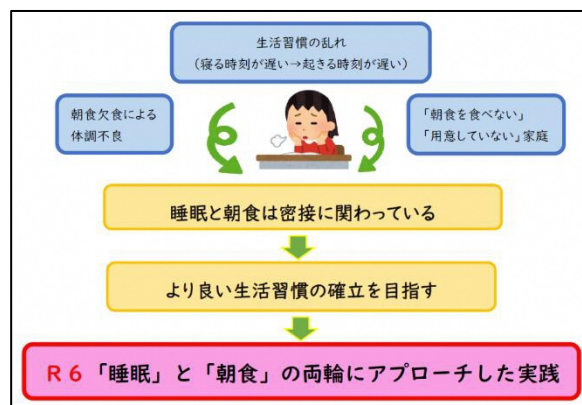 生活習慣の乱れ
（寝る時刻が遅い→起きる時刻が遅い）
朝食欠食による
体調不良
「朝食を食べない」
「用意していない」家庭
睡眠と朝食は密接に関わっている
より良い生活習慣の確立を目指す
R6「睡眠」と「朝食」の両輪にアプローチした実践